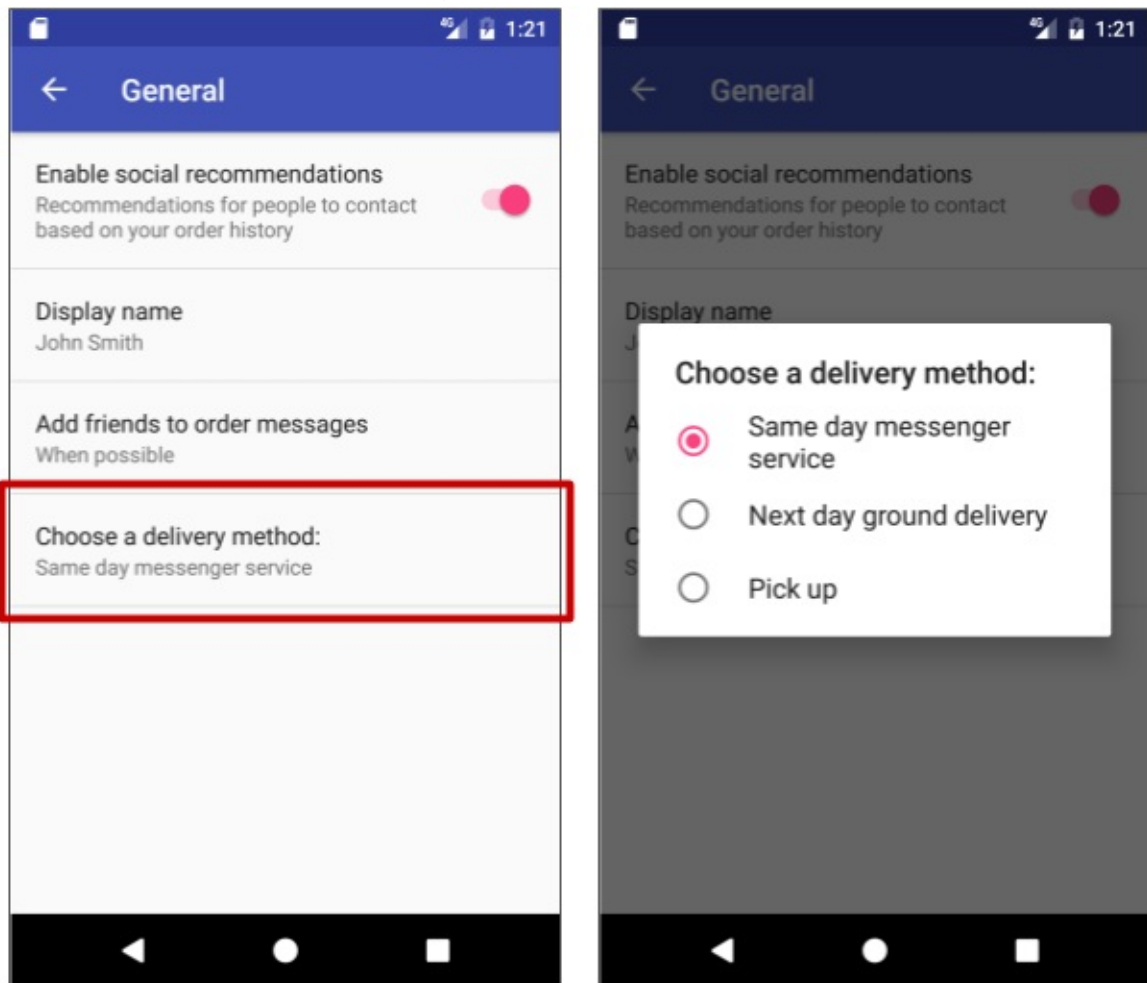 4G 1:21
General
Enable social recommendations
Recommendations for people to contact
based on your order history
Display name
John Smith
Add friends to order messages
When possible
Choose a delivery method:
Same day messenger service
4G 1:21
General
Enable social recommendations
Recommendations for people to contact
based on your order history
Display name
J
A
W
C
S
Choose a delivery method:
Same day messenger
service
Next day ground delivery
Pick up